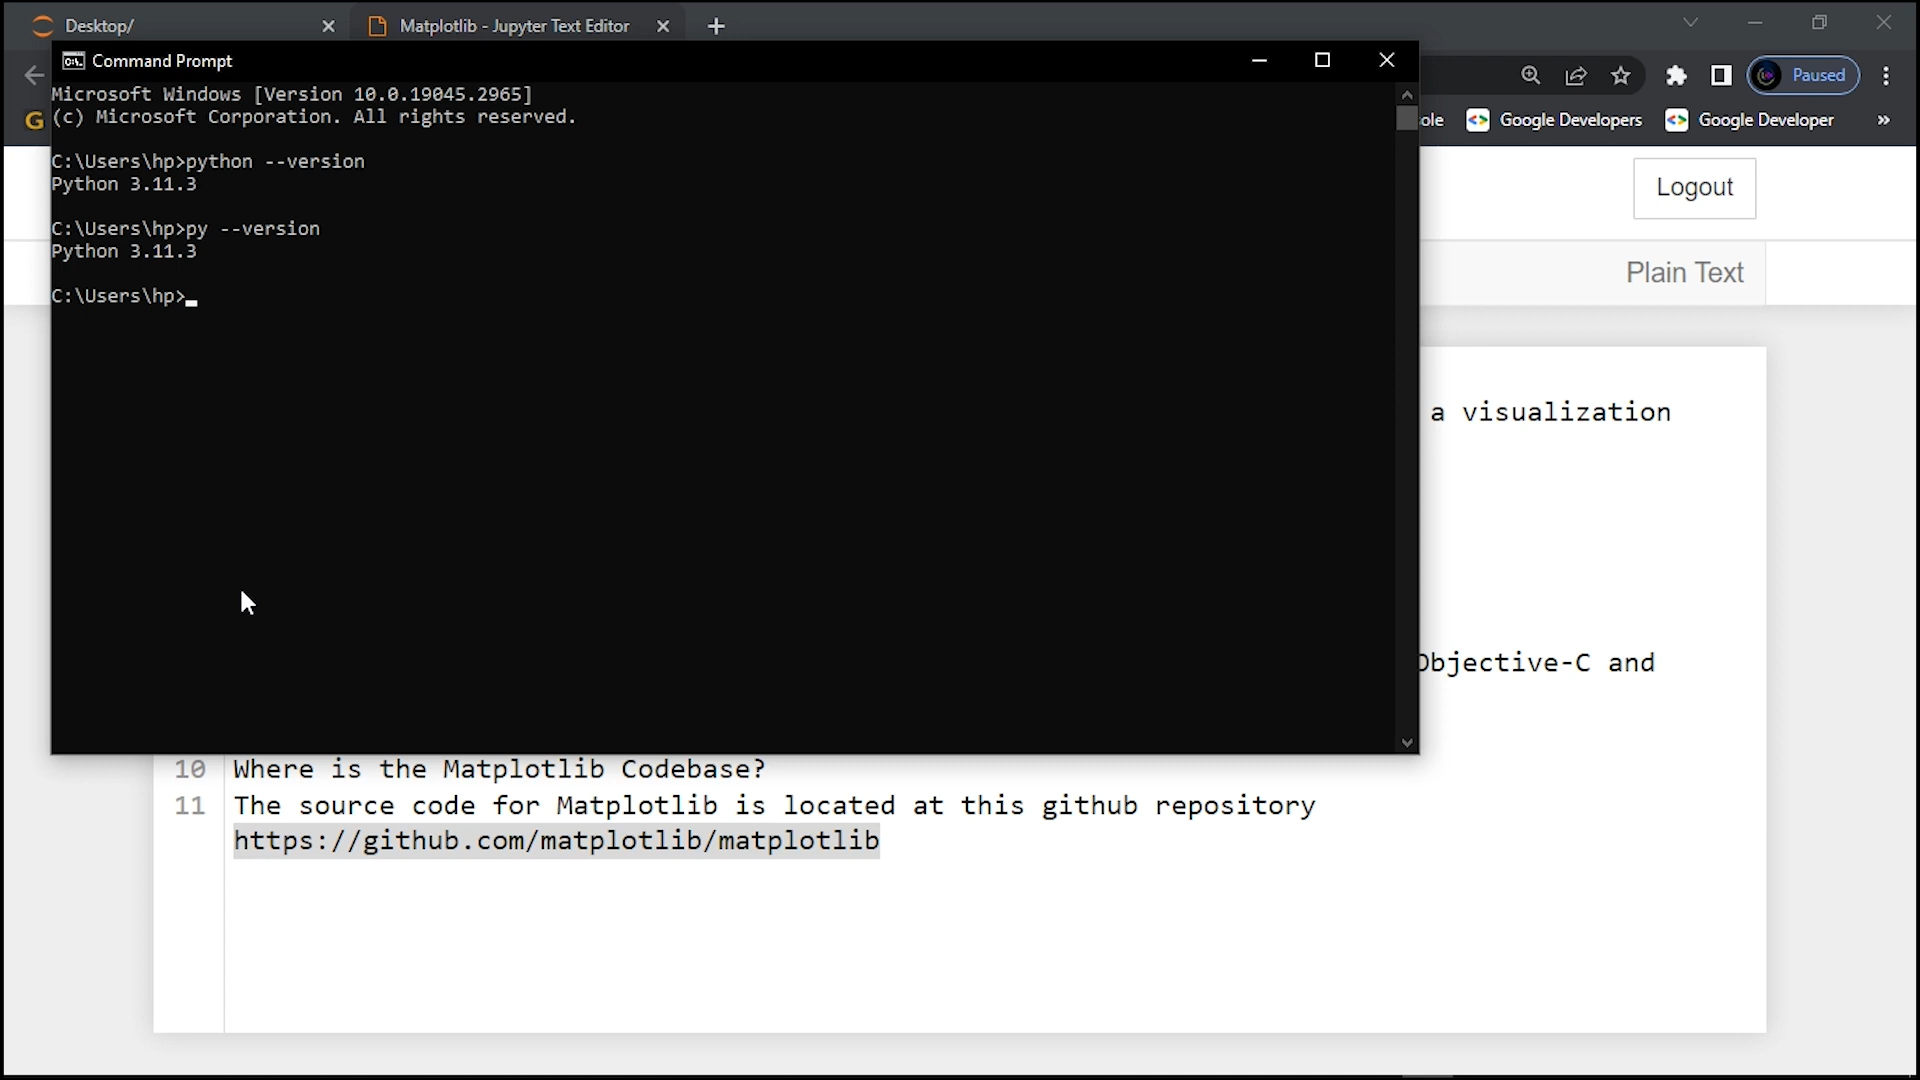 Desktop/
Matplotlib - Jupyter Text Editor
Command Prompt
Paused
Microsoft Windows [Version 10.0.19045.2965]
(c) Microsoft Corporation. All rights reserved.
ole
Google Developers
Google Developer
C:\Users\hp>python --version
Python 3.11.3
Logout
C:\Users\hp>py --version
Python 3.11.3
Plain Text
C:\Users\hp>
a visualization
Objective-C and
10 Where is the Matplotlib Codebase?
11 The source code for Matplotlib is located at this github repository
https://github.com/matplotlib/matplotlib